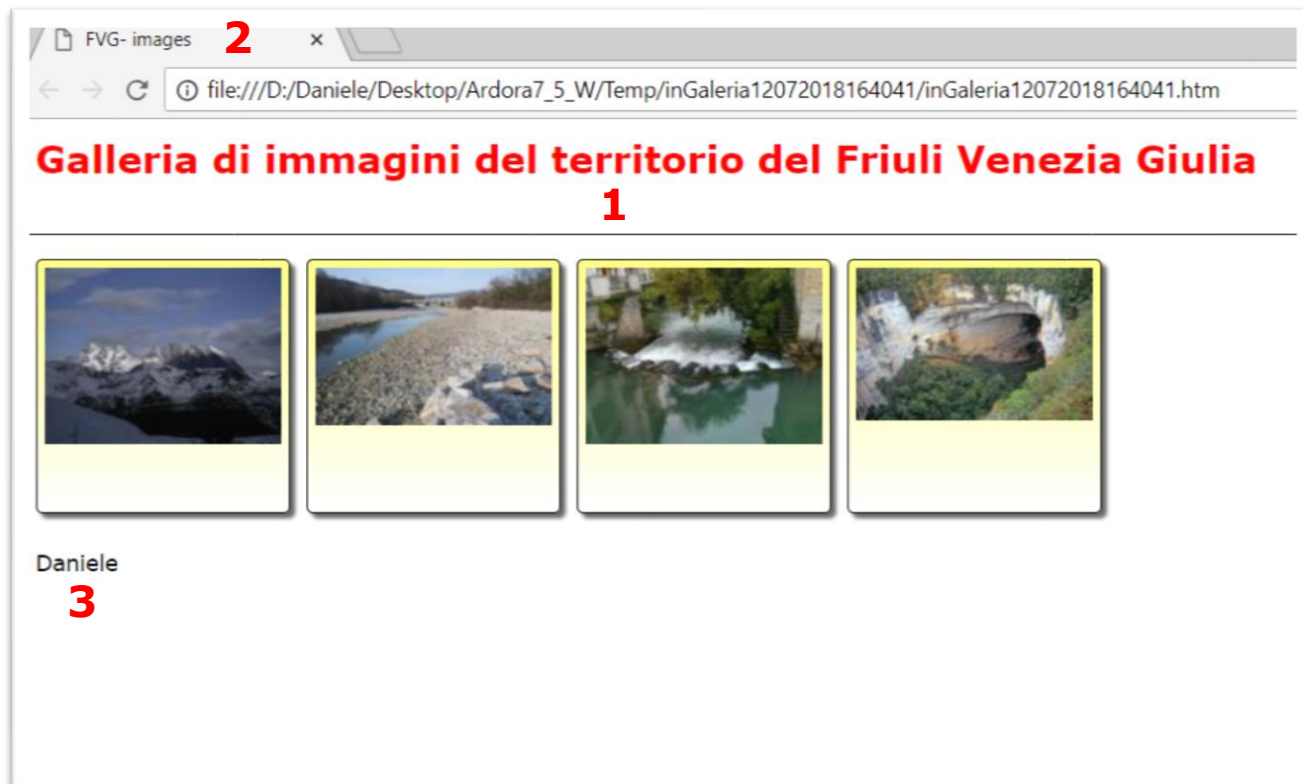 FVG- images 2 ×
file:///D:/Daniele/Desktop/Ardora7_5_W/Temp/inGaleria12072018164041/inGaleria12072018164041.htm
Galleria di immagini del territorio del Friuli Venezia Giulia
1
Daniele
3